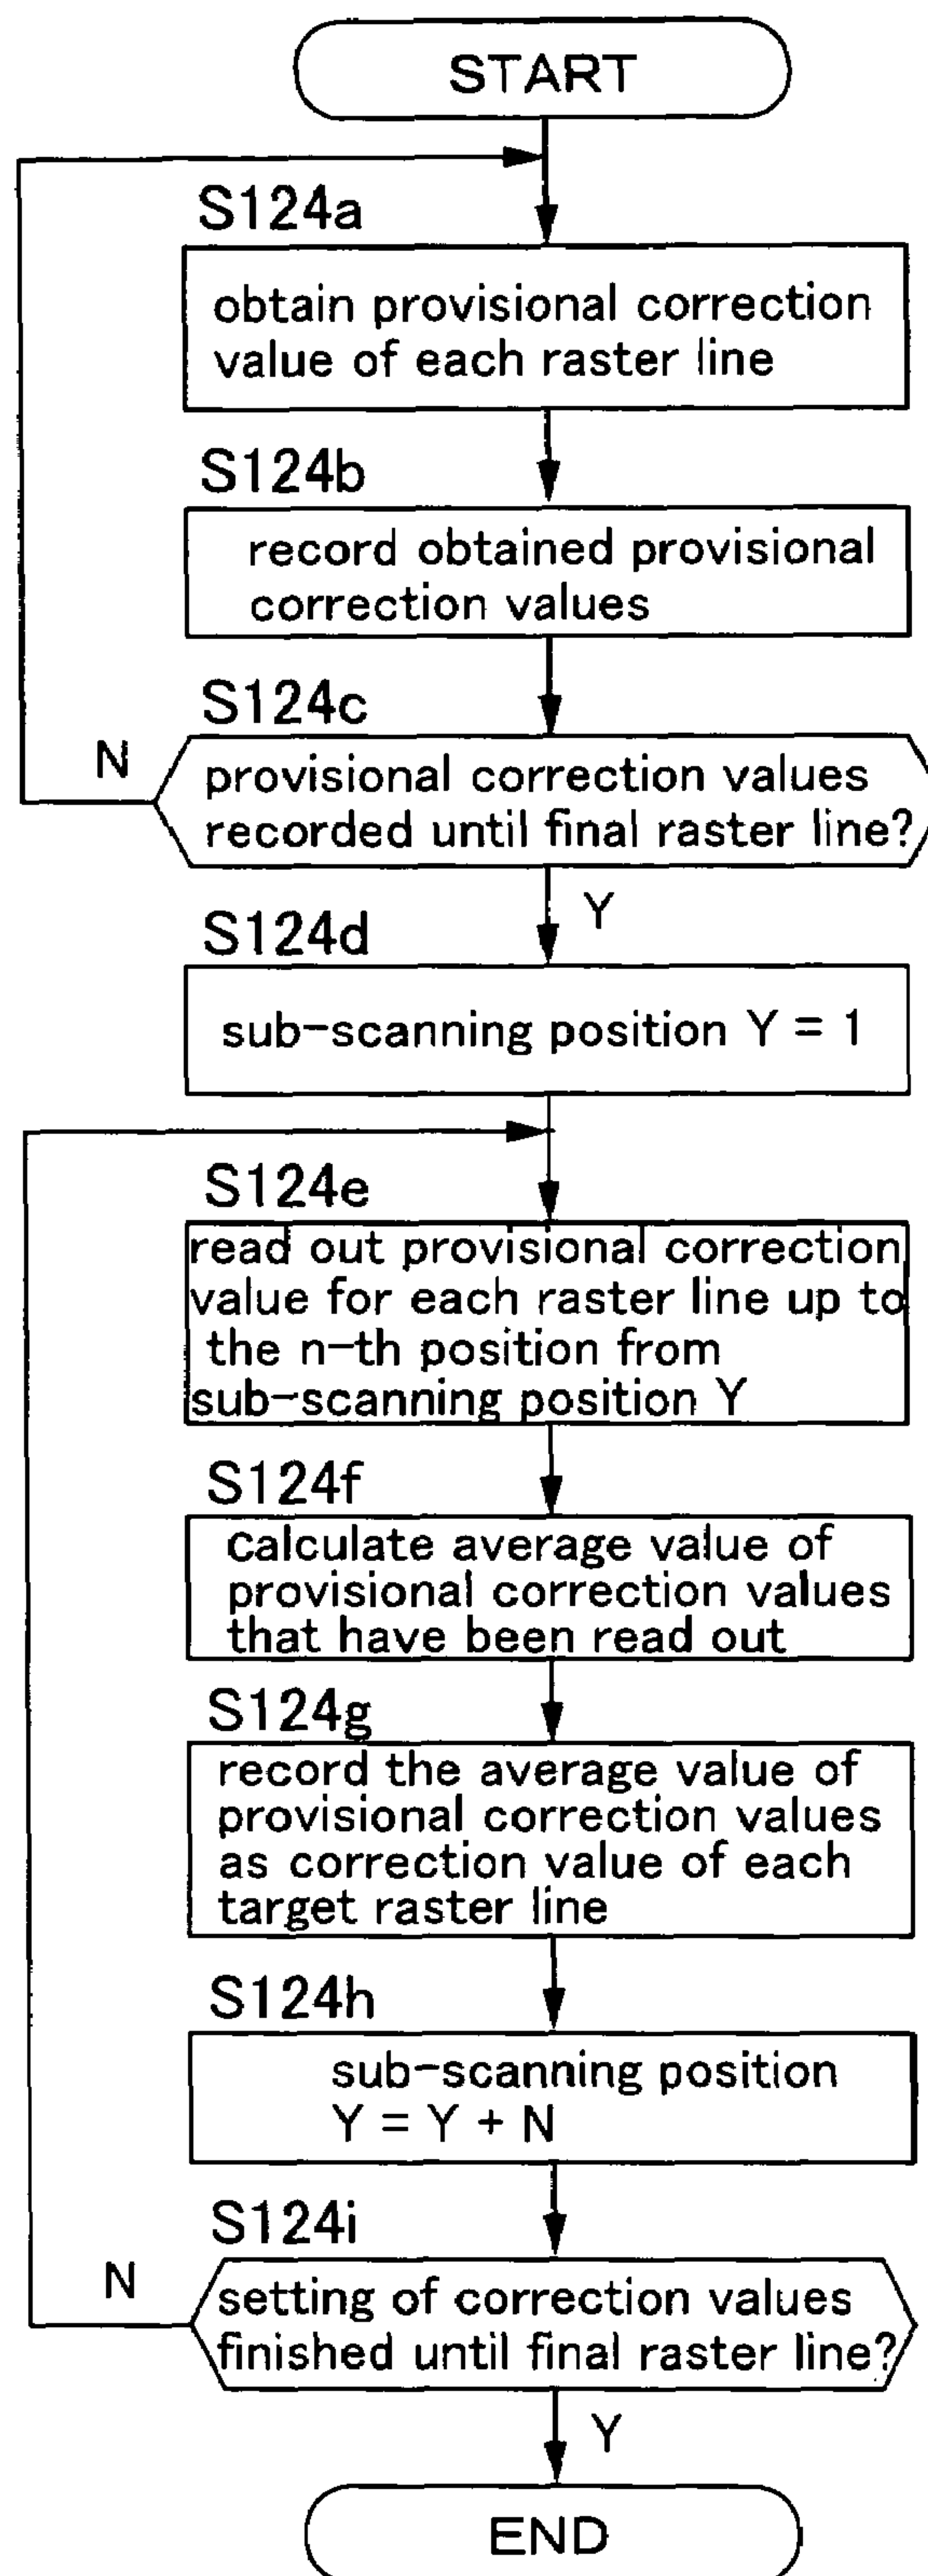 START
S124a
obtain provisional correction
value of each raster line
S124b
record obtained provisional
correction values
S124c
N
provisional correction values
recorded until final raster line?
Y
S124d
sub-scanning position Y = 1
S124e
read out provisional correction
value for each raster line up to
the n-th position from
sub-scanning position Y
S124f
calculate average value of
provisional correction values
that have been read out
S124g
record the average value of
provisional correction values
as correction value of each
target raster line
S124h
sub-scanning position
Y = Y + N
S124i
N
setting of correction values
finished until final raster line?
Y
END